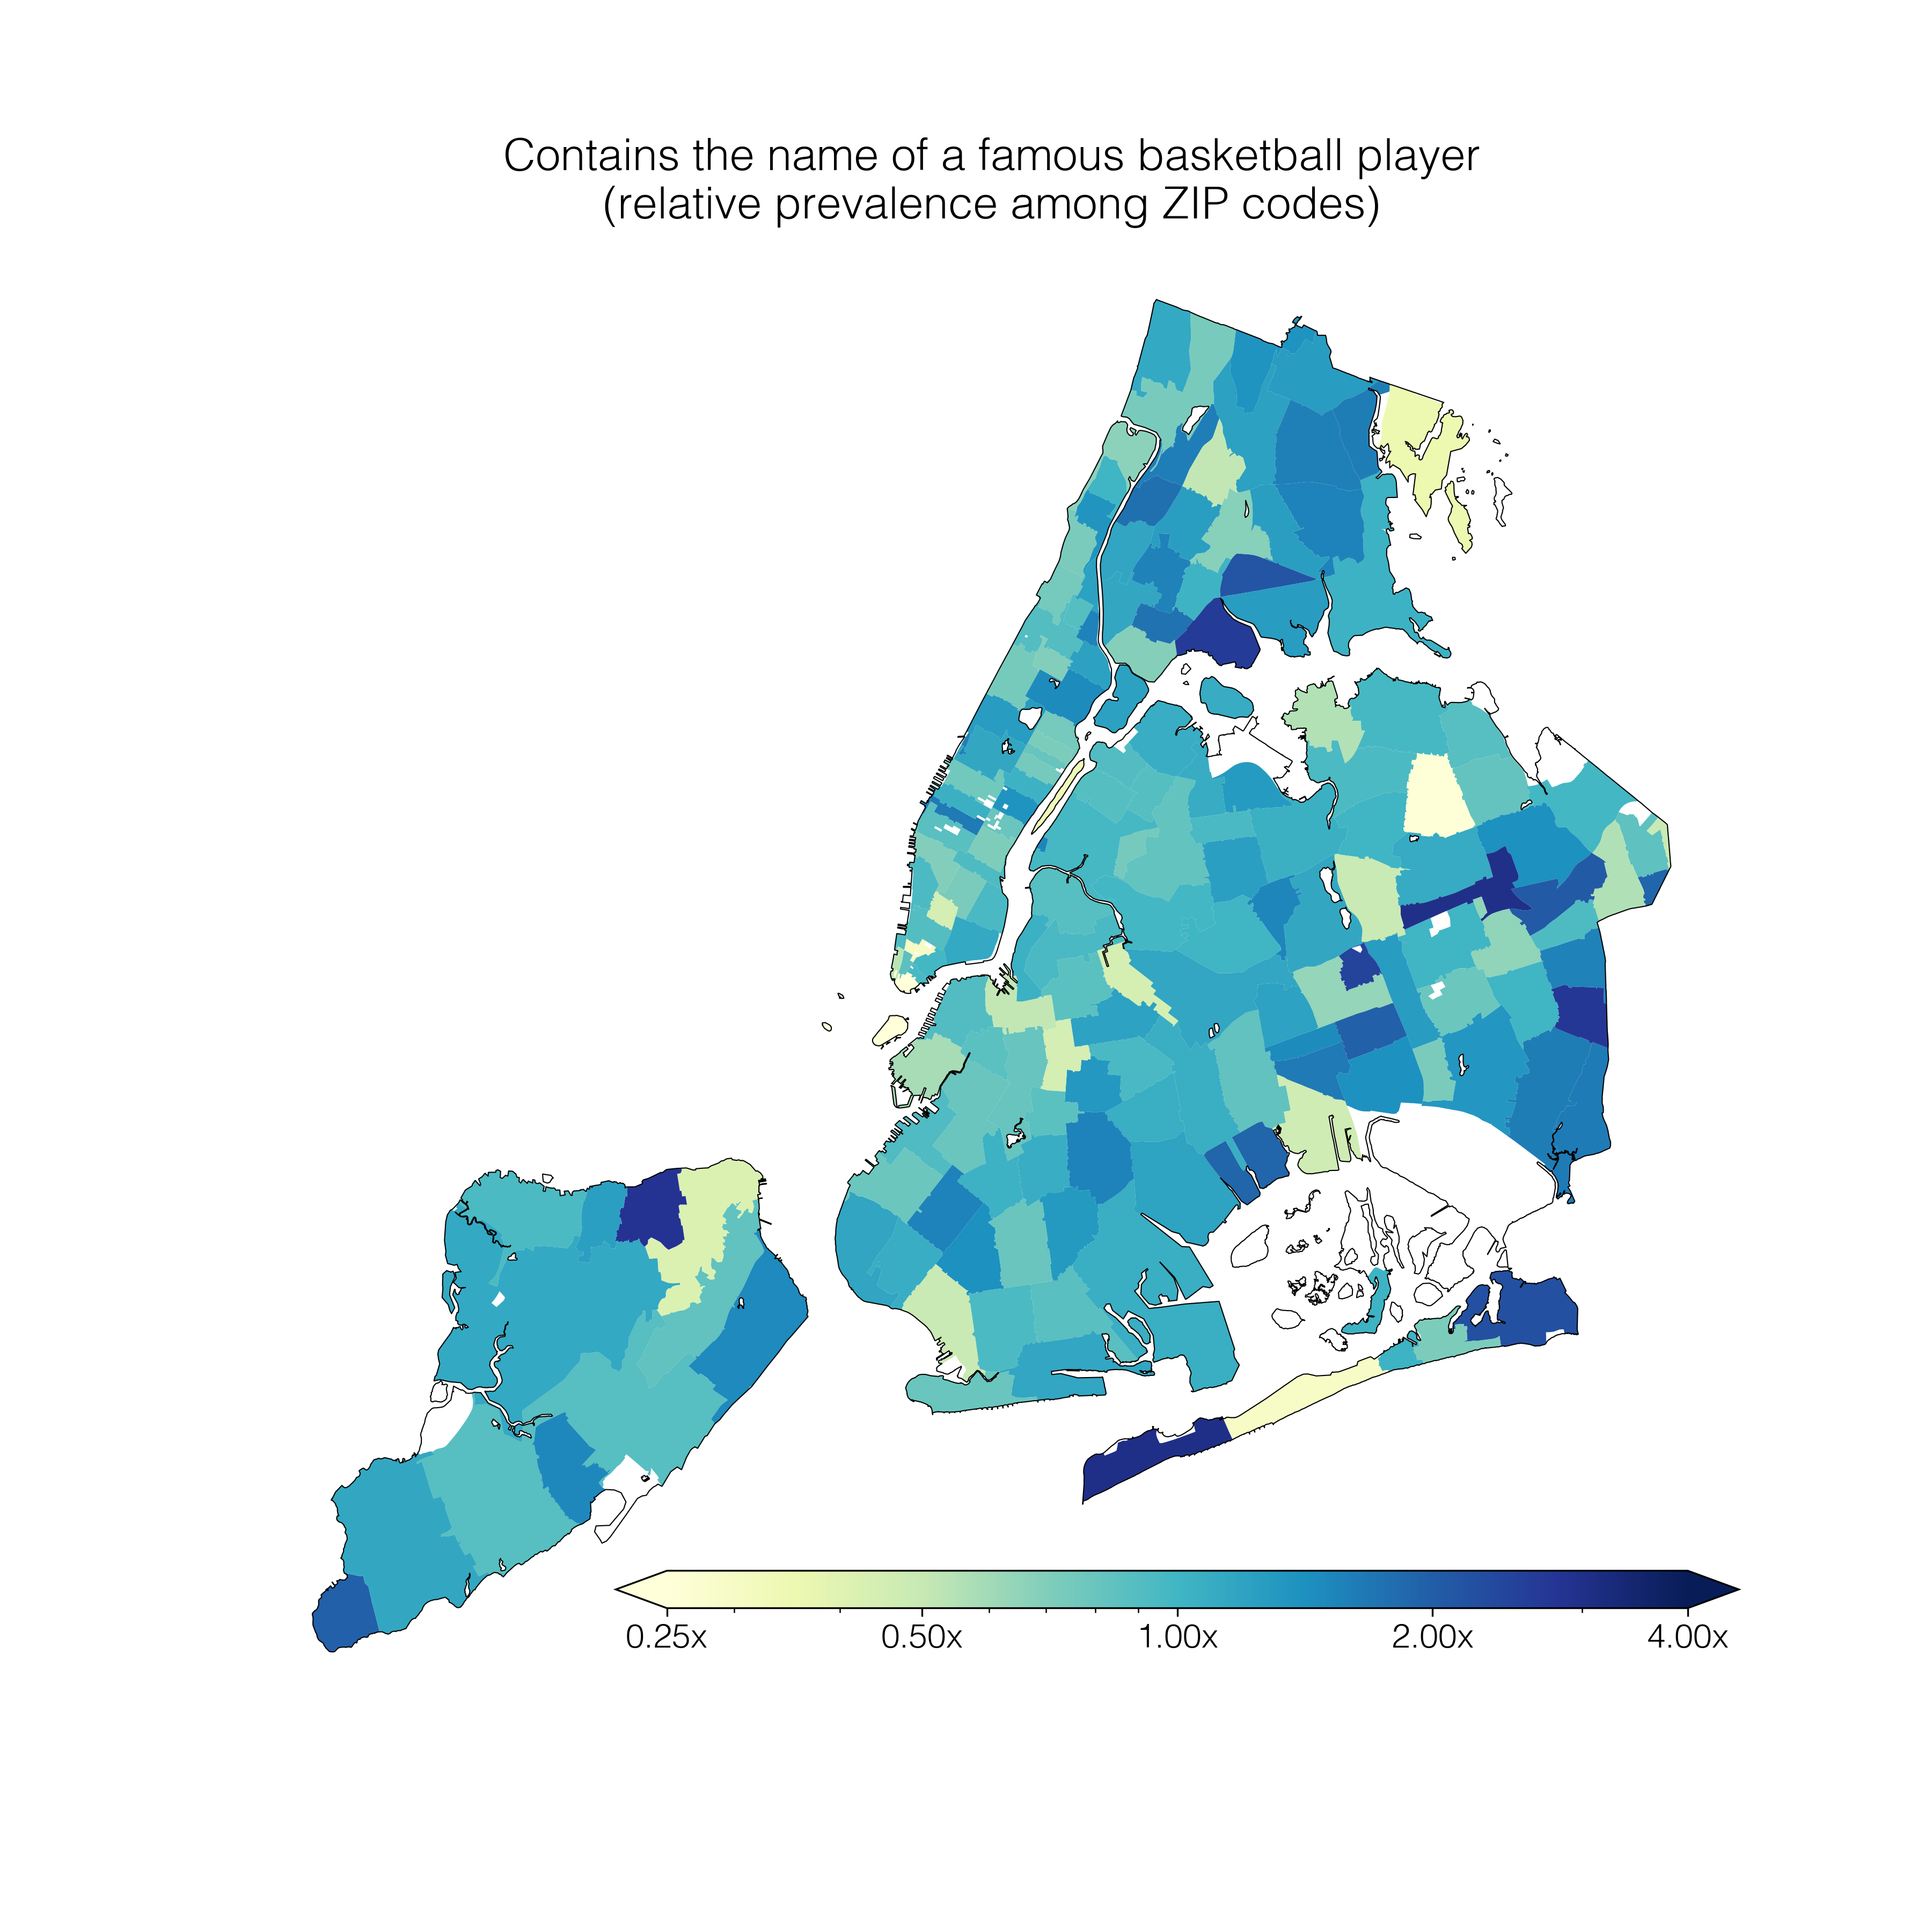 Contains the name of a famous basketball player
(relative prevalence among ZIP codes)
0.25x 0.50x 1.00x 2.00x 4.00x